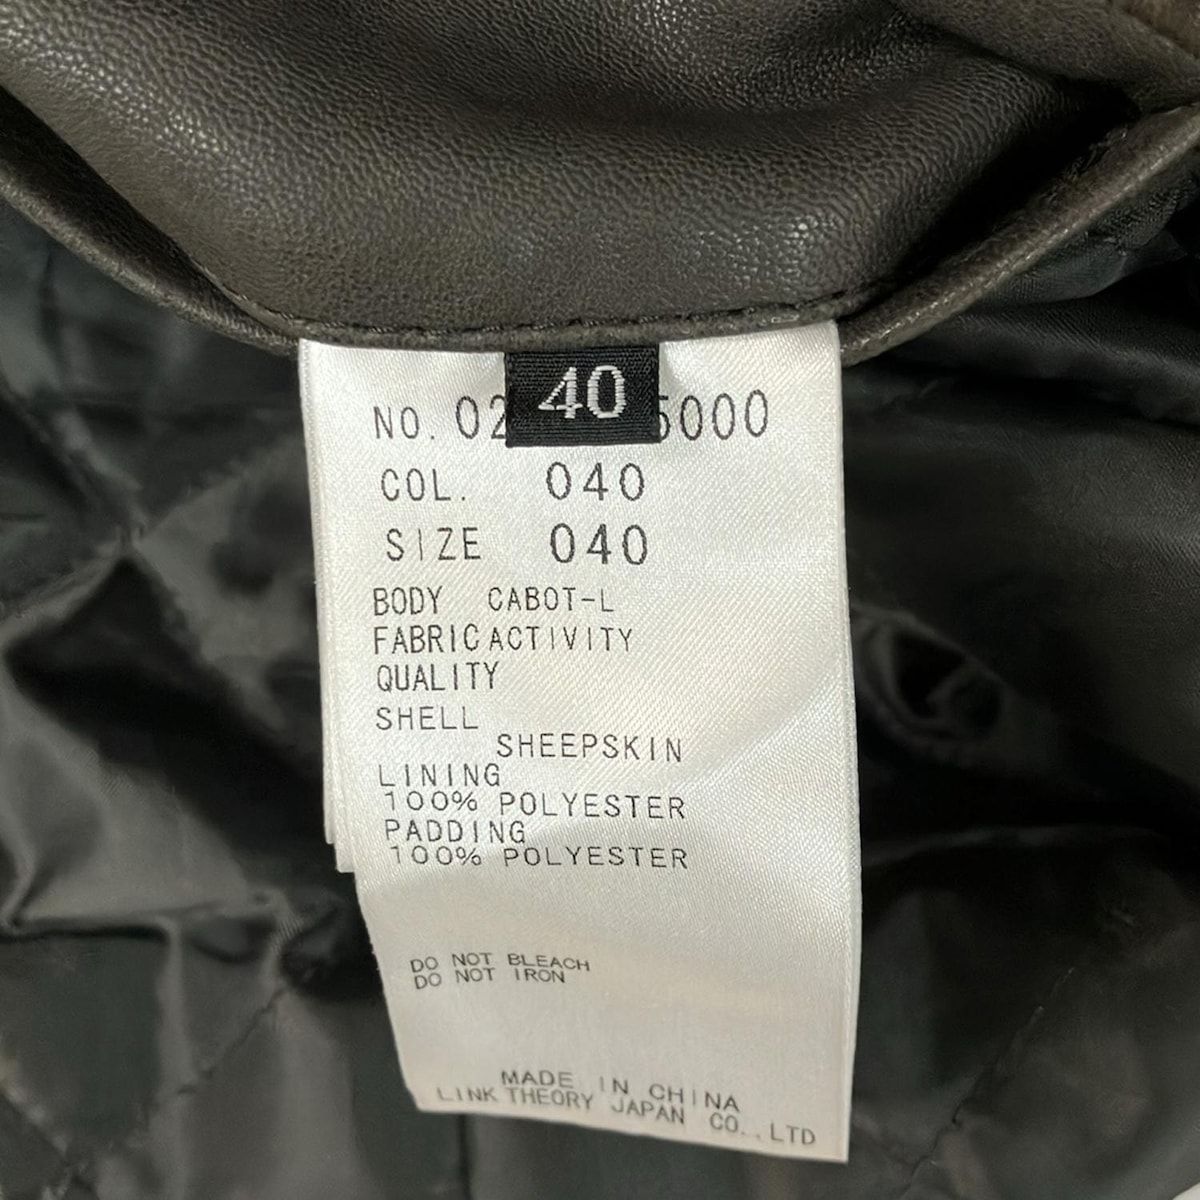 40
NO. 02 5000
COL. 040
SIZE 040
BODY CABOT-L
FABRIC ACTIVITY
QUALITY
SHELL
SHEEPSKIN
LINING
100% POLYESTER
PADDING
100% POLYESTER
DO NOT BLEACH
DO NOT IRON
MADE IN CHINA
LINK THEORY JAPAN CO.,LTD